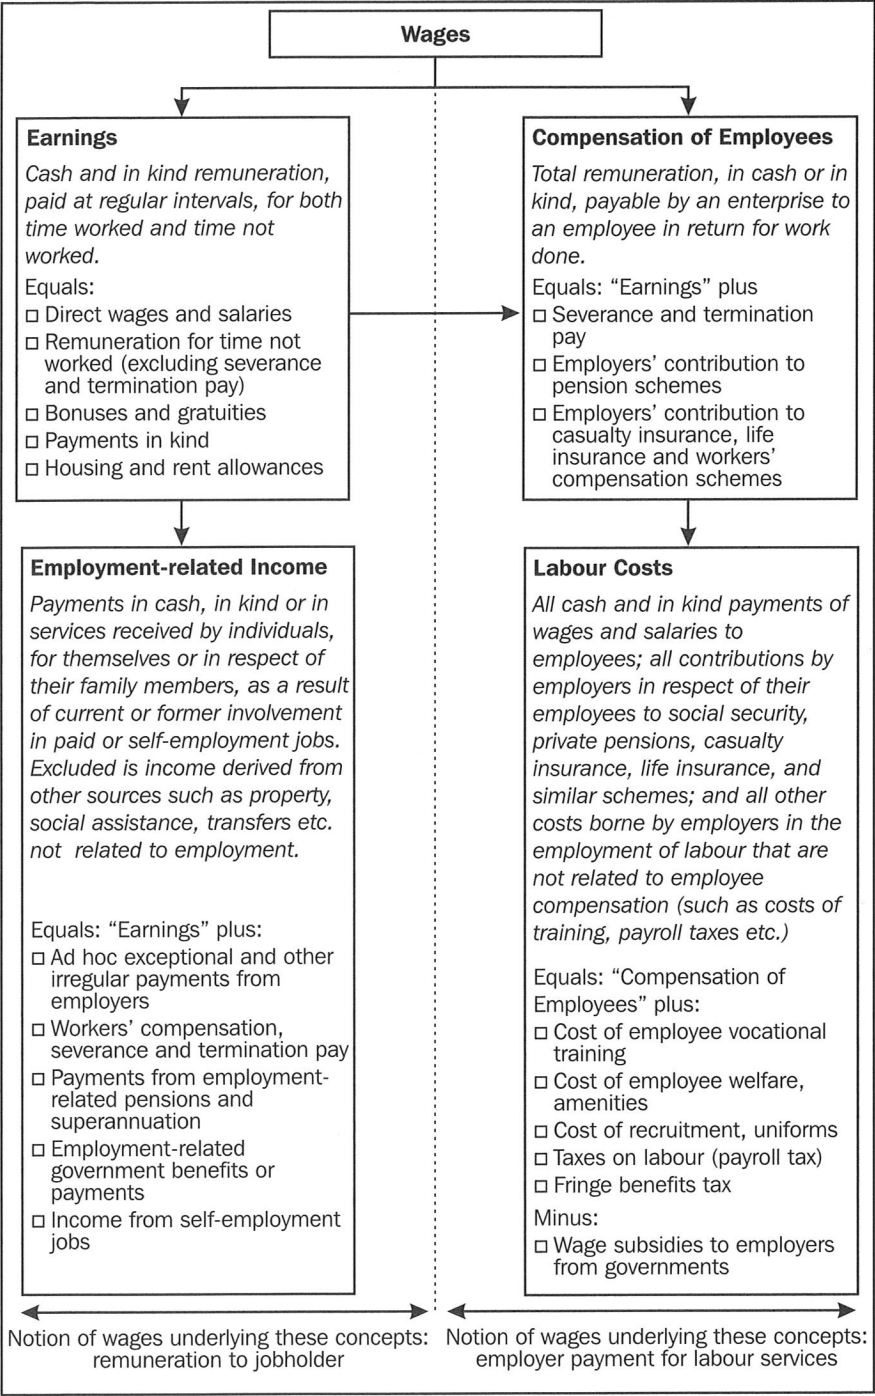 Wages
Earnings
Cash and in kind remuneration,
paid at regular intervals, for both
time worked and time not
worked.
Equals:
□ Direct wages and salaries
□ Remuneration for time not
worked (excluding severance
and termination pay)
□ Bonuses and gratuities
□ Payments in kind
□ Housing and rent allowances
Compensation of Employees
Total remuneration, in cash or in
kind, payable by an enterprise to
an employee in return for work
done.
Equals: “Earnings” plus
□ Severance and termination
pay
□ Employers’ contribution to
pension schemes
□ Employers’ contribution to
casualty insurance, life
insurance and workers’
compensation schemes
Employment-related Income
Payments in cash, in kind or in
services received by individuals,
for themselves or in respect of
their family members, as a result
of current or former involvement
in paid or self-employment jobs.
Excluded is income derived from
other sources such as property,
social assistance, transfers etc.
not related to employment.
Equals: “Earnings” plus:
□ Ad hoc exceptional and other
irregular payments from
employers
□ Workers’ compensation,
severance and termination pay
□ Payments from employment-
related pensions and
superannuation
□ Employment-related
government benefits or
payments
□ Income from self-employment
jobs
Labour Costs
All cash and in kind payments of
wages and salaries to
employees; all contributions by
employers in respect of their
employees to social security,
private pensions, casualty
insurance, life insurance, and
similar schemes; and all other
costs borne by employers in the
employment of labour that are
not related to employee
compensation (such as costs of
training, payroll taxes etc.)
Equals: “Compensation of
Employees” plus:
□ Cost of employee vocational
training
□ Cost of employee welfare,
amenities
□ Cost of recruitment, uniforms
□ Taxes on labour (payroll tax)
□ Fringe benefits tax
Minus:
□ Wage subsidies to employers
from governments
Notion of wages underlying these concepts:
remuneration to jobholder
Notion of wages underlying these concepts:
employer payment for labour services